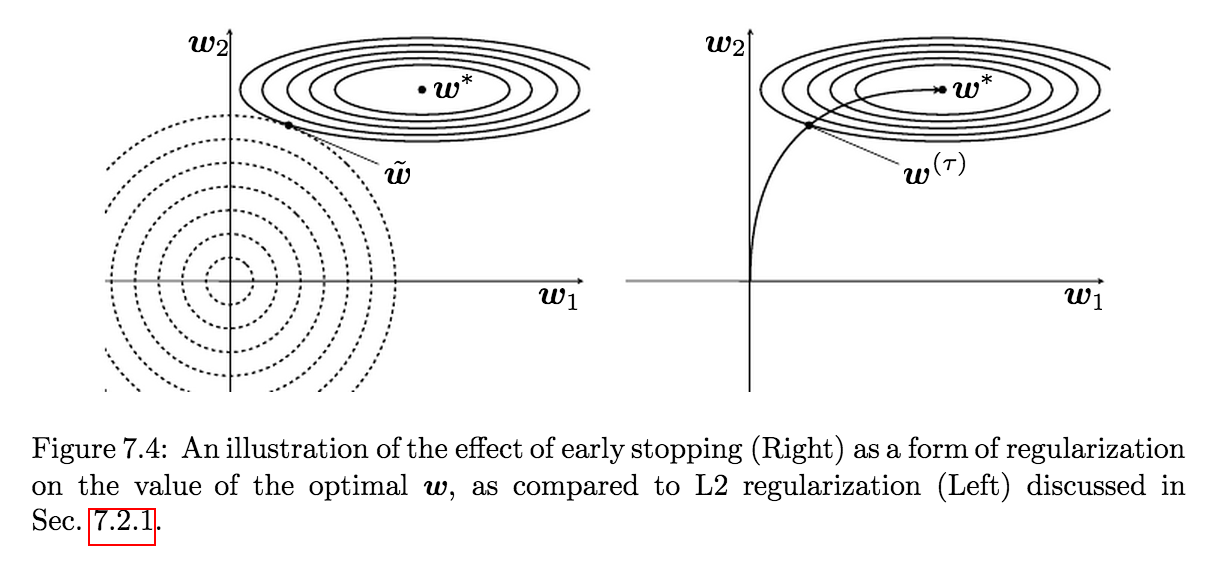 w₂
w*
w̃
w₁
w₂
w*
w⁽τ⁾
w₁
Figure 7.4: An illustration of the effect of early stopping (Right) as a form of regularization
on the value of the optimal w, as compared to L2 regularization (Left) discussed in
Sec. 7.2.1.